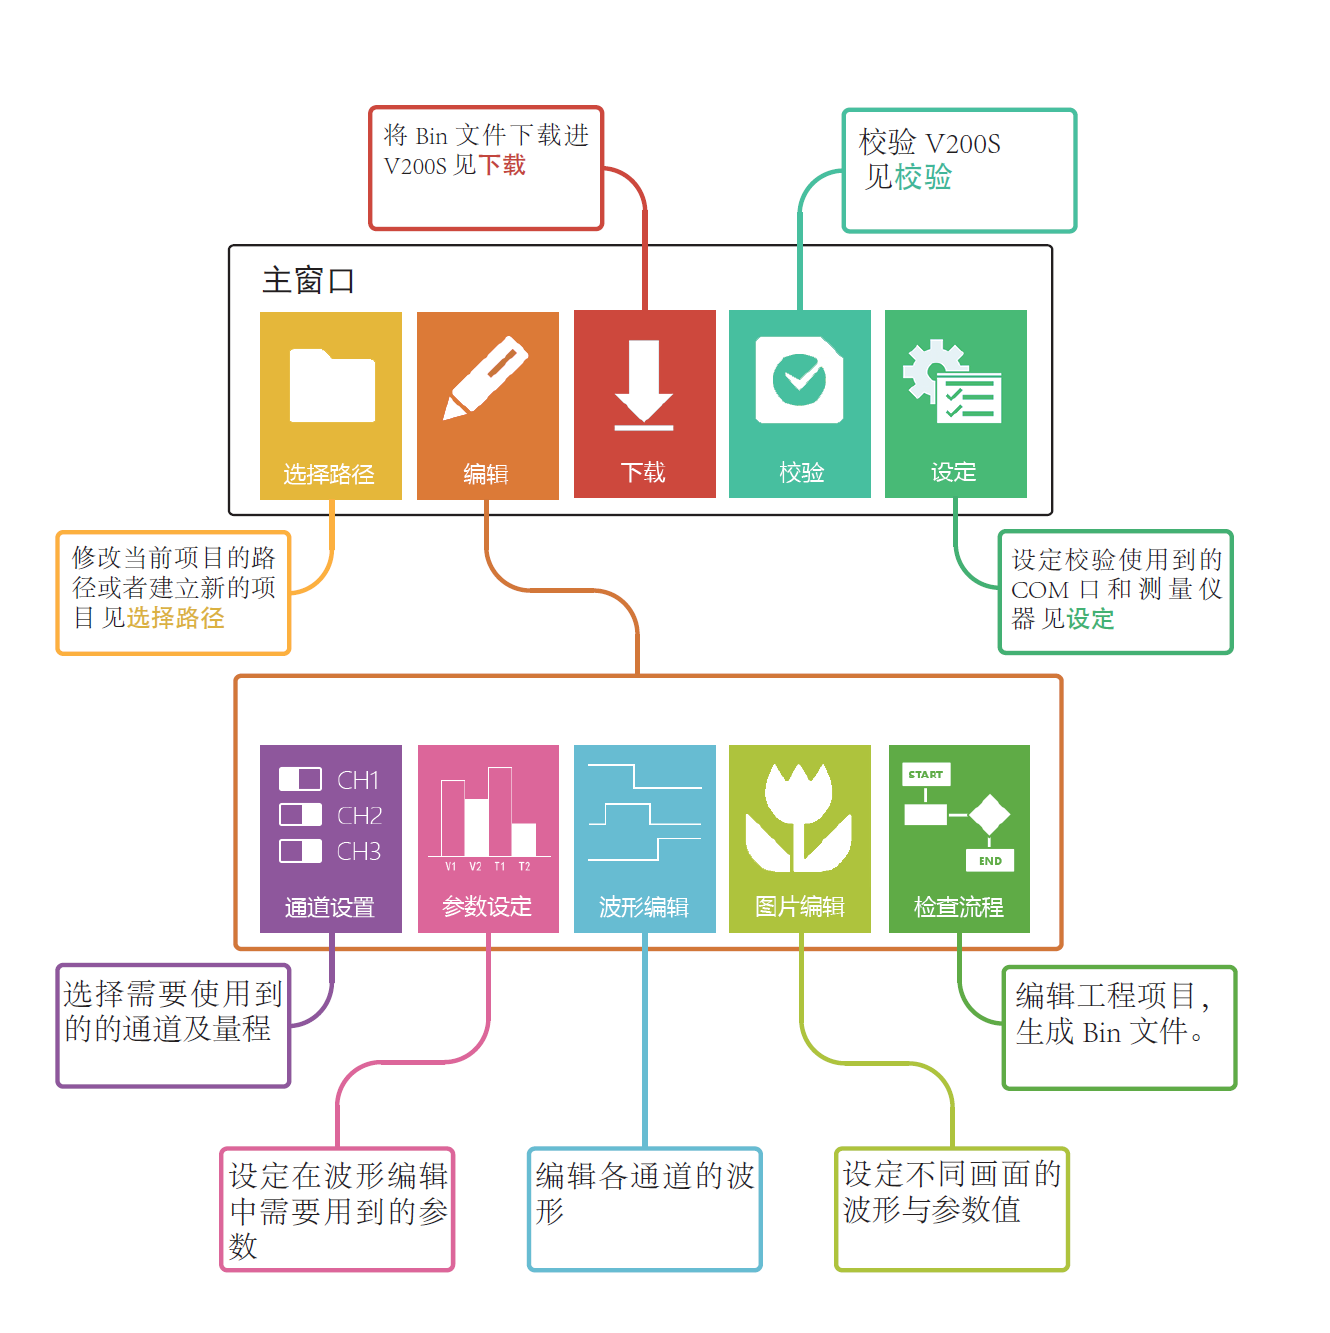 将 Bin 文件下载进
V200S 见下载
校验 V200S
见校验
主窗口
选择路径
编辑
下载
校验
设定
修改当前项目的路
径或者建立新的项
目 见选择路径
设定校验使用到的
COM 口和测量仪
器 见设定
CH1
CH2
CH3
通道设置
V1 V2 T1 T2
参数设定
波形编辑
图片编辑
START
END
检查流程
选择需要使用到
的的通道及量程
编辑工程项目，
生成 Bin 文件。
设定在波形编辑
中需要用到的参
数
编辑各通道的波
形
设定不同画面的
波形与参数值